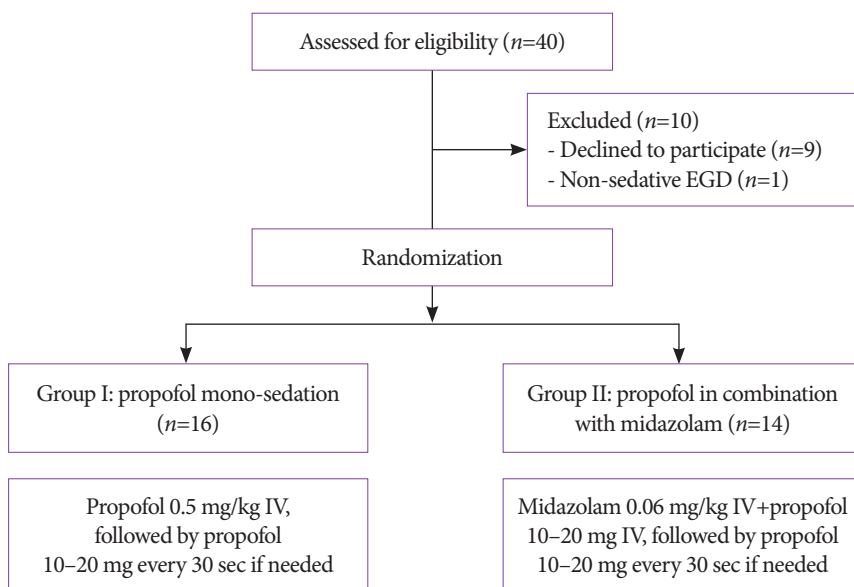 Assessed for eligibility (n=40)
Excluded (n=10)
- Declined to participate (n=9)
- Non-sedative EGD (n=1)
Randomization
Group I: propofol mono-sedation
(n=16)
Group II: propofol in combination
with midazolam (n=14)
Propofol 0.5 mg/kg IV,
followed by propofol
10–20 mg every 30 sec if needed
Midazolam 0.06 mg/kg IV+propofol
10–20 mg IV, followed by propofol
10–20 mg every 30 sec if needed